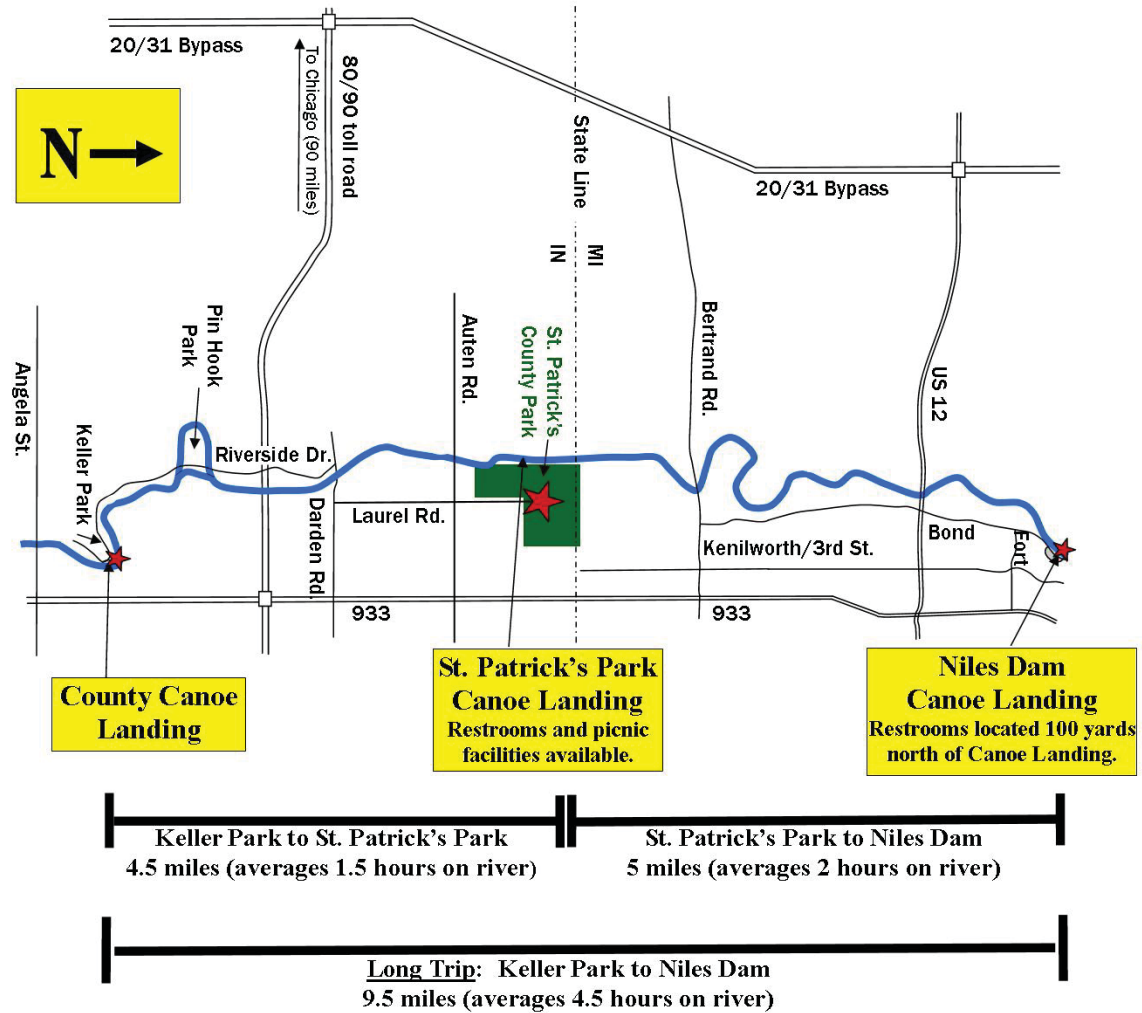 20/31 Bypass
To Chicago (90 miles)
80/90 toll road
State Line
IN
MI
20/31 Bypass
N
Angela St.
Keller Park
Pin Hook
Park
Riverside Dr.
Darden Rd.
Laurel Rd.
Auten Rd.
St. Patrick's
County Park
Bertrand Rd.
US 12
Kenilworth/3rd St.
Bond
Fort
933
933
County Canoe
Landing
St. Patrick's Park
Canoe Landing
Restrooms and picnic
facilities available.
Niles Dam
Canoe Landing
Restrooms located 100 yards
north of Canoe Landing.
Keller Park to St. Patrick's Park
4.5 miles (averages 1.5 hours on river)
St. Patrick's Park to Niles Dam
5 miles (averages 2 hours on river)
Long Trip: Keller Park to Niles Dam
9.5 miles (averages 4.5 hours on river)